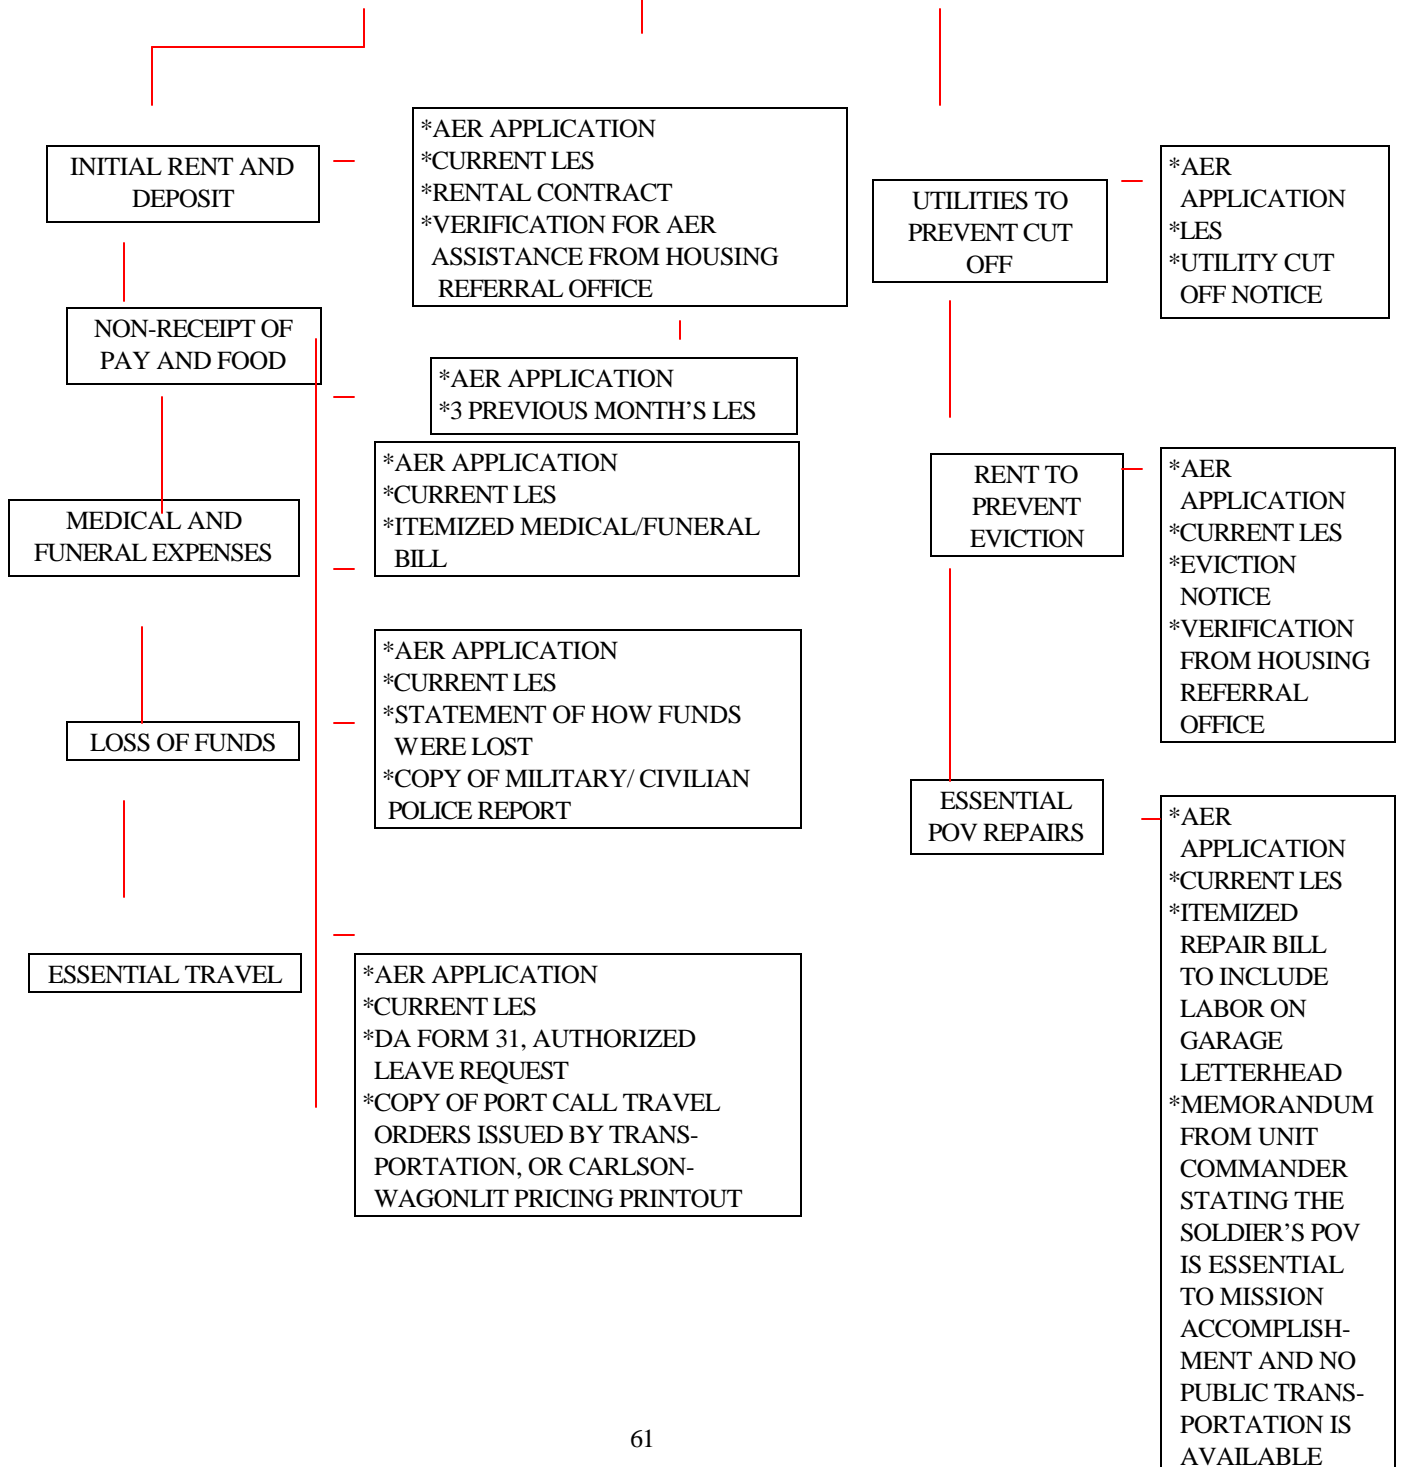 INITIAL RENT AND
DEPOSIT
*AER APPLICATION
*CURRENT LES
*RENTAL CONTRACT
*VERIFICATION FOR AER
ASSISTANCE FROM HOUSING
REFERRAL OFFICE
NON-RECEIPT OF
PAY AND FOOD
*AER APPLICATION
*3 PREVIOUS MONTH’S LES
MEDICAL AND
FUNERAL EXPENSES
*AER APPLICATION
*CURRENT LES
*ITEMIZED MEDICAL/FUNERAL
BILL
LOSS OF FUNDS
*AER APPLICATION
*CURRENT LES
*STATEMENT OF HOW FUNDS
WERE LOST
*COPY OF MILITARY/ CIVILIAN
POLICE REPORT
ESSENTIAL TRAVEL
*AER APPLICATION
*CURRENT LES
*DA FORM 31, AUTHORIZED
LEAVE REQUEST
*COPY OF PORT CALL TRAVEL
ORDERS ISSUED BY TRANS-
PORTATION, OR CARLSON-
WAGONLIT PRICING PRINTOUT
UTILITIES TO
PREVENT CUT
OFF
*AER
APPLICATION
*LES
*UTILITY CUT
OFF NOTICE
RENT TO
PREVENT
EVICTION
*AER
APPLICATION
*CURRENT LES
*EVICTION
NOTICE
*VERIFICATION
FROM HOUSING
REFERRAL
OFFICE
ESSENTIAL
POV REPAIRS
*AER
APPLICATION
*CURRENT LES
*ITEMIZED
REPAIR BILL
TO INCLUDE
LABOR ON
GARAGE
LETTERHEAD
*MEMORANDUM
FROM UNIT
COMMANDER
STATING THE
SOLDIER’S POV
IS ESSENTIAL
TO MISSION
ACCOMPLISH-
MENT AND NO
PUBLIC TRANS-
PORTATION IS
AVAILABLE
61